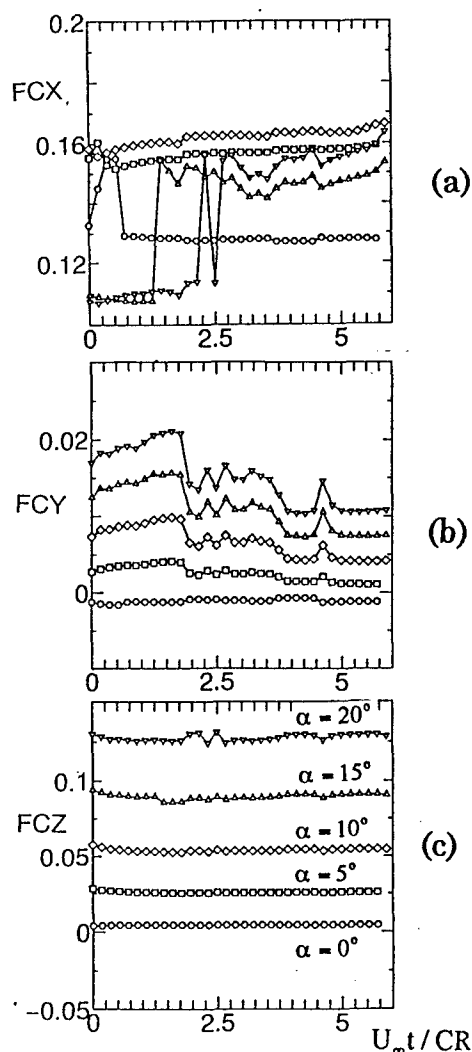 0.2
FCX
0.16
0.12
0 2.5 5
(a)
0.02
FCY
0
0 2.5 5
(b)
α = 20°
0.1
α = 15°
FCZ
α = 10°
0.05
α = 5°
0
α = 0°
-0.05
0 2.5 5
(c)
U∞t / CR